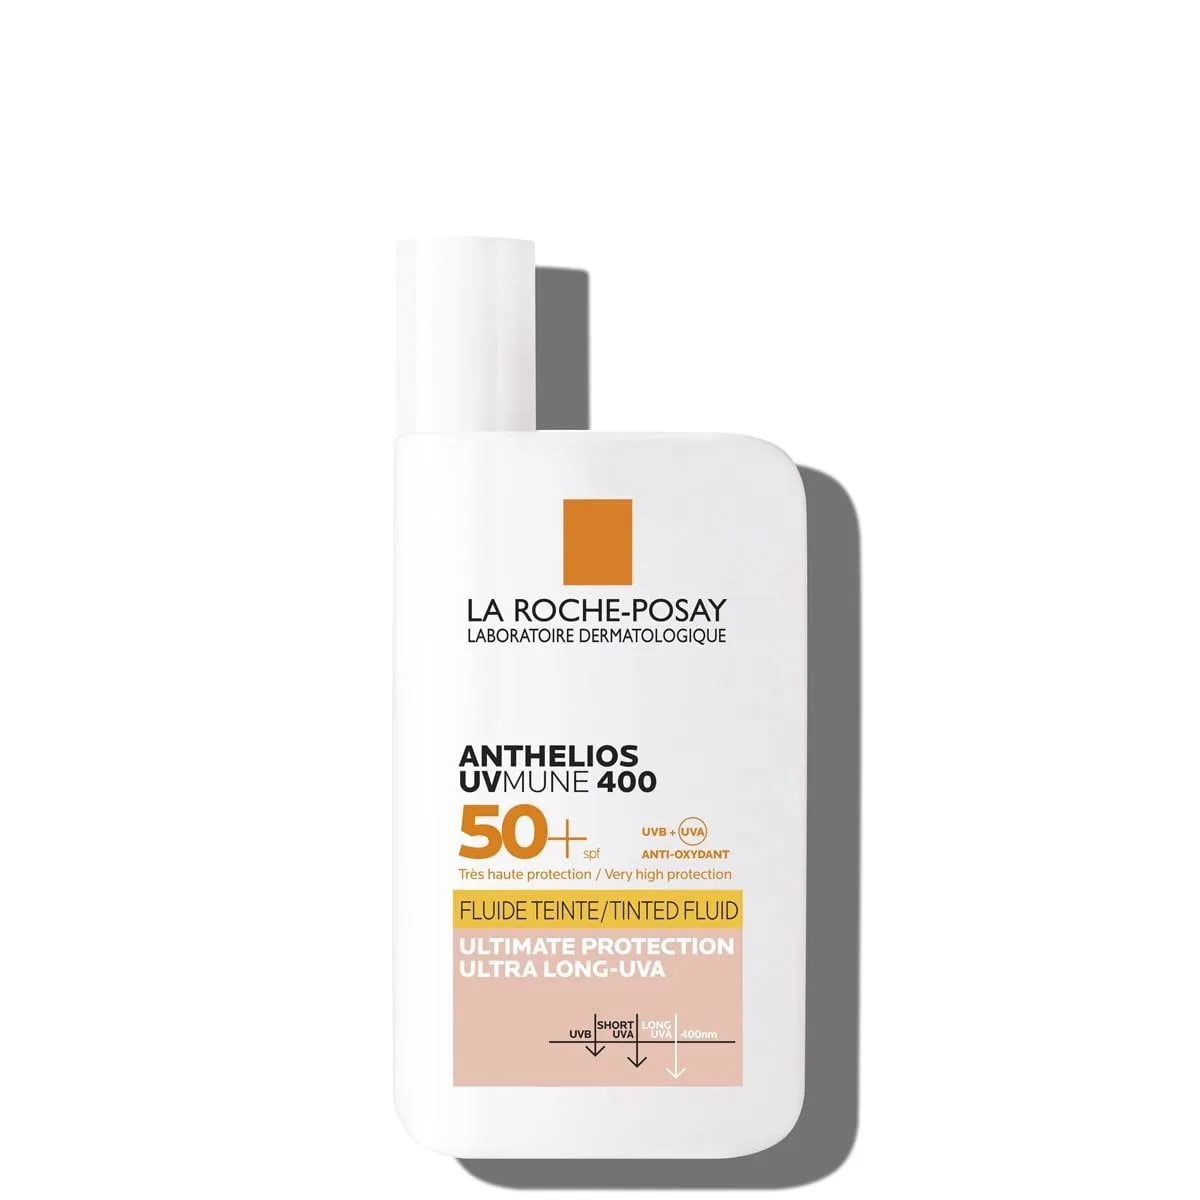 LA ROCHE-POSAY
LABORATOIRE DERMATOLOGIQUE
ANTHELIOS
UVMUNE 400
50+ spf
UVB + UVA
ANTI-OXYDANT
Très haute protection / Very high protection
FLUIDE TEINTE/TINTED FLUID
ULTIMATE PROTECTION
ULTRA LONG-UVA
UVB
SHORT
UVA
LONG
UVA
400nm